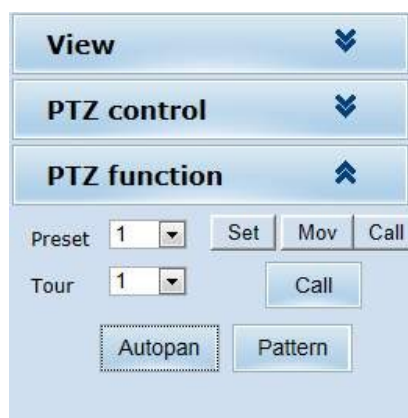 View
PTZ control
PTZ function
Preset 1 Set Mov Call
Tour 1 Call
Autopan Pattern